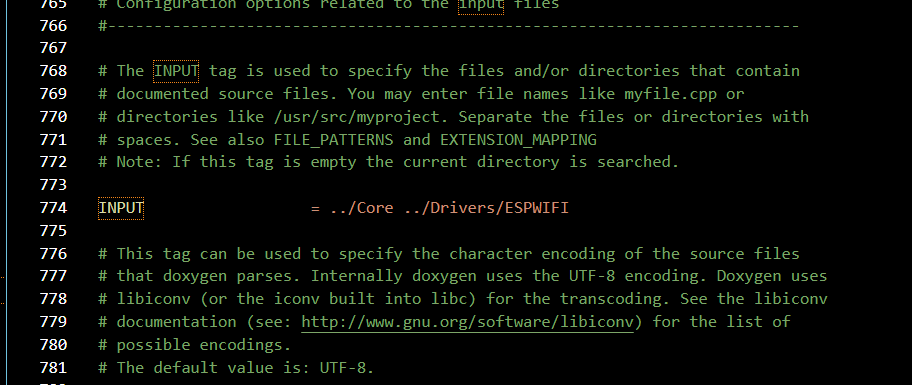 765 # Configuration options related to the input files
766 #---------------------------------------------------------------------------
767
768 # The INPUT tag is used to specify the files and/or directories that contain
769 # documented source files. You may enter file names like myfile.cpp or
770 # directories like /usr/src/myproject. Separate the files or directories with
771 # spaces. See also FILE_PATTERNS and EXTENSION_MAPPING
772 # Note: If this tag is empty the current directory is searched.
773
774 INPUT                  = ../Core ../Drivers/ESPWIFI
775
776 # This tag can be used to specify the character encoding of the source files
777 # that doxygen parses. Internally doxygen uses the UTF-8 encoding. Doxygen uses
778 # libiconv (or the iconv built into libc) for the transcoding. See the libiconv
779 # documentation (see: http://www.gnu.org/software/libiconv) for the list of
780 # possible encodings.
781 # The default value is: UTF-8.